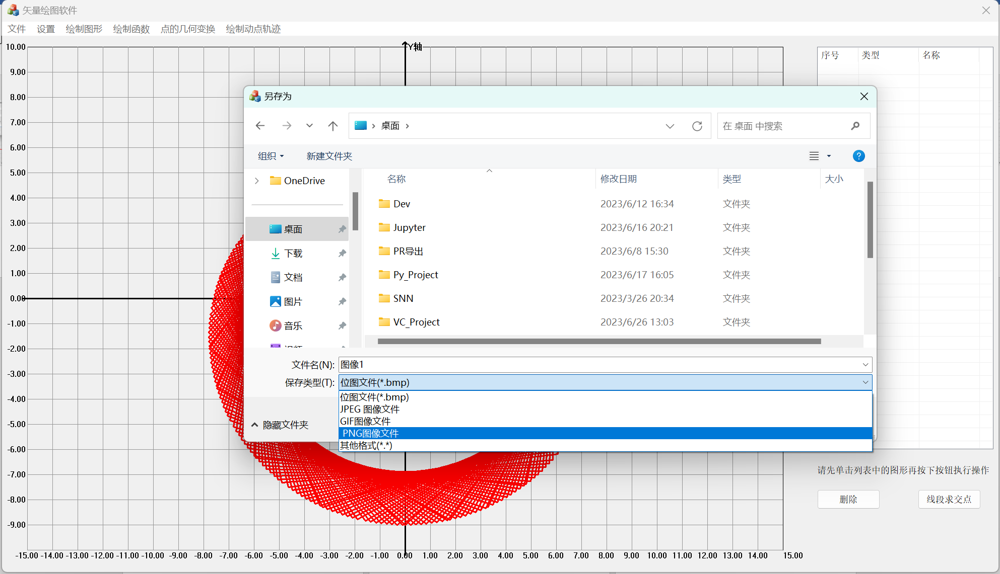 矢量绘图软件
文件 设置 绘制图形 绘制函数 点的几何变换 绘制动点轨迹
Y轴
10.00
9.00
8.00
7.00
6.00
5.00
4.00
3.00
2.00
1.00
0.00
-1.00
-2.00
-3.00
-4.00
-5.00
-6.00
-7.00
-8.00
-9.00
-15.00 -14.00 -13.00 -12.00 -11.00 -10.00 -9.00 -8.00 -7.00 -6.00 -5.00 -4.00 -3.00 -2.00 -1.00 0.00 1.00 2.00 3.00 4.00 5.00 6.00 7.00 8.00 9.00 10.00 11.00 12.00 13.00 14.00 15.00
序号 类型 名称
另存为
桌面
在 桌面 中搜索
组织 新建文件夹
OneDrive
桌面
下载
文档
图片
音乐
名称 修改日期 类型 大小
Dev 2023/6/12 16:34 文件夹
Jupyter 2023/6/16 20:21 文件夹
PR导出 2023/6/8 15:30 文件夹
Py_Project 2023/6/17 16:05 文件夹
SNN 2023/3/26 20:34 文件夹
VC_Project 2023/6/26 13:03 文件夹
文件名(N): 图像1
保存类型(T): 位图文件(*.bmp)
位图文件(*.bmp)
JPEG 图像文件
GIF图像文件
PNG图像文件
其他格式(*.*)
隐藏文件夹
请先单击列表中的图形再按下按钮执行操作
删除 线段求交点